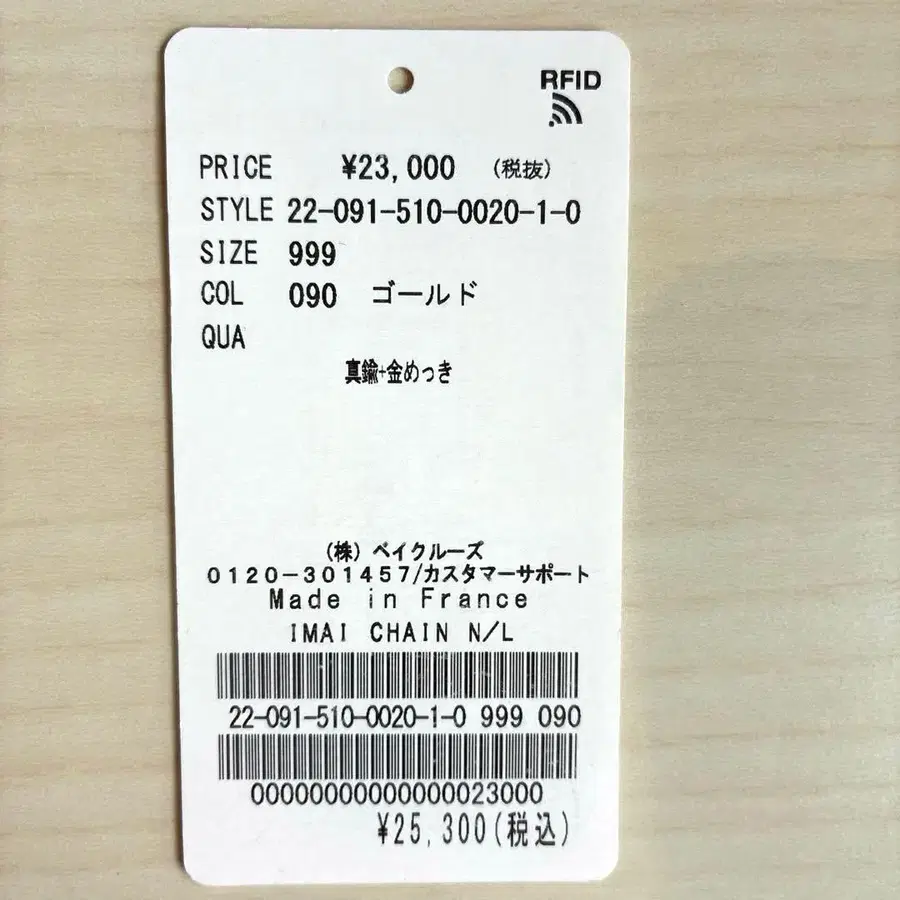 RFID
PRICE ¥23,000 (税抜)
STYLE 22-091-510-0020-1-0
SIZE 999
COL 090 ゴールド
QUA
真鍮+金めっき
(株) ベイクルーズ
0120-301457/カスタマーサポート
Made in France
IMAI CHAIN N/L
22-091-510-0020-1-0 999 090
00000000000000023000
¥25,300(税込)